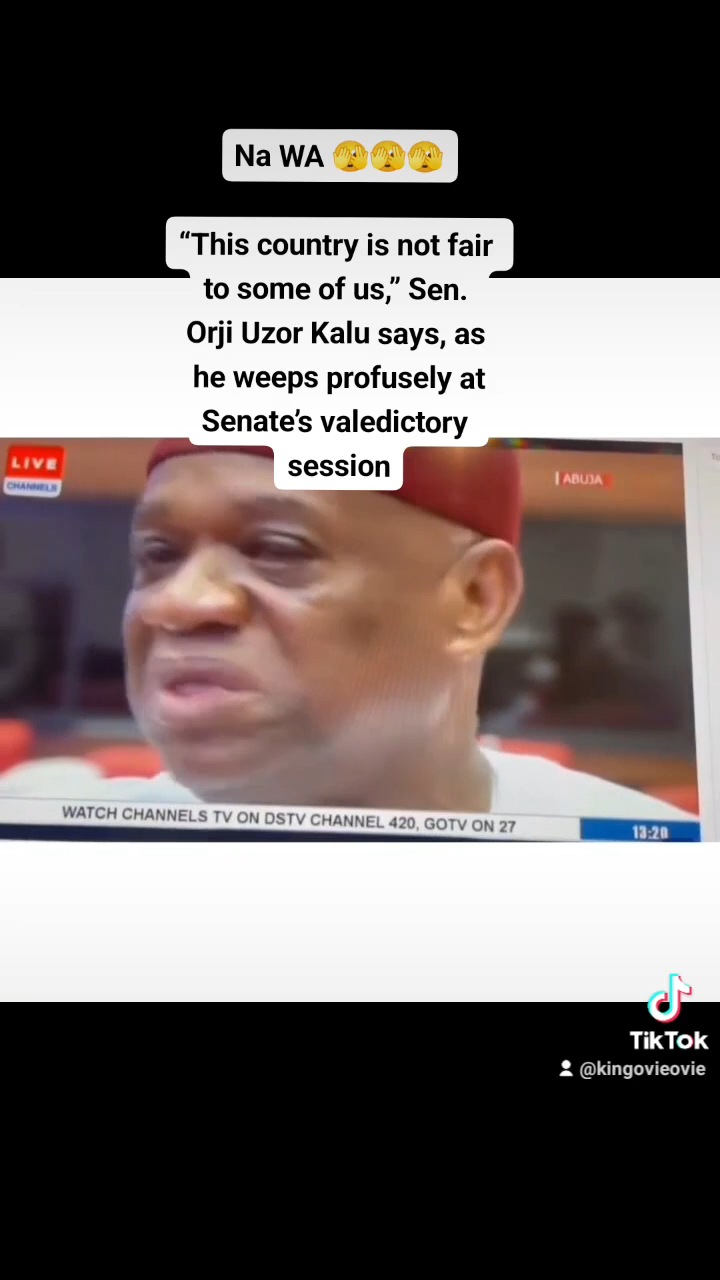 Na WA 🫣🫣🫣
“This country is not fair
to some of us,” Sen.
Orji Uzor Kalu says, as
he weeps profusely at
Senate’s valedictory
session
LIVE
CHANNELS
ABUJA
WATCH CHANNELS TV ON DSTV CHANNEL 420, GOTV ON 27
13:20
TikTok
@kingovieovie